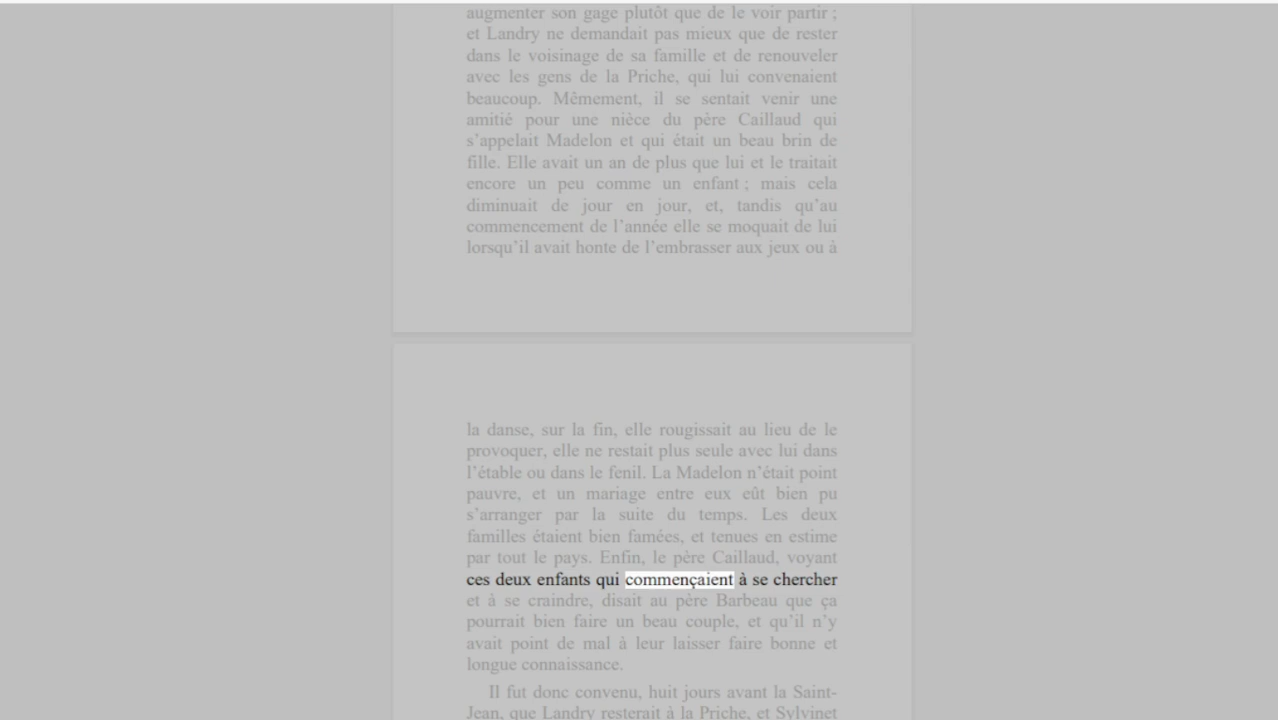 augmenter son gage plutôt que de le voir partir ;
et Landry ne demandait pas mieux que de rester
dans le voisinage de sa famille et de renouveler
avec les gens de la Priche, qui lui convenaient
beaucoup. Mêmement, il se sentait venir une
amitié pour une nièce du père Caillaud qui
s’appelait Madelon et qui était un beau brin de
fille. Elle avait un an de plus que lui et le traitait
encore un peu comme un enfant ; mais cela
diminuait de jour en jour, et, tandis qu’au
commencement de l’année elle se moquait de lui
lorsqu’il avait honte de l’embrasser aux jeux ou à
la danse, sur la fin, elle rougissait au lieu de le
provoquer, elle ne restait plus seule avec lui dans
l’étable ou dans le fenil. La Madelon n’était point
pauvre, et un mariage entre eux eût bien pu
s’arranger par la suite du temps. Les deux
familles étaient bien famées, et tenues en estime
par tout le pays. Enfin, le père Caillaud, voyant
ces deux enfants qui commençaient à se chercher
et à se craindre, disait au père Barbeau que ça
pourrait bien faire un beau couple, et qu’il n’y
avait point de mal à leur laisser faire bonne et
longue connaissance.
Il fut donc convenu, huit jours avant la Saint-
Jean, que Landry resterait à la Priche, et Sylvinet